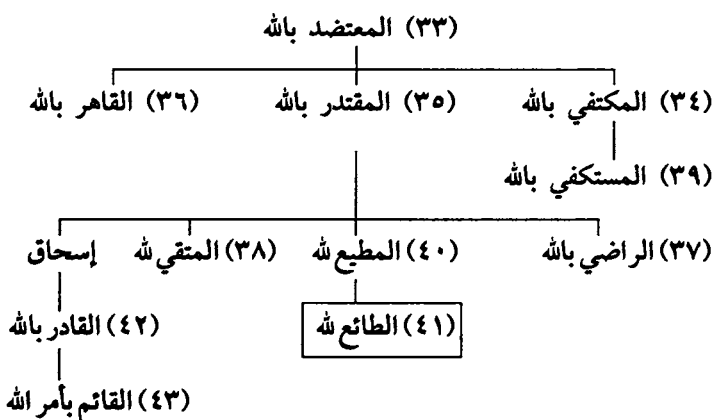 (٣٣) المعتضد بالله
(٣٤) المكتفي بالله (٣٥) المقتدر بالله (٣٦) القاهر بالله
(٣٩) المستكفي بالله
(٣٧) الراضي بالله (٤٠) المطيع لله (٣٨) المتقي لله إسحاق
(٤١) الطائع لله (٤٢) القادر بالله
(٤٣) القائم بأمر الله